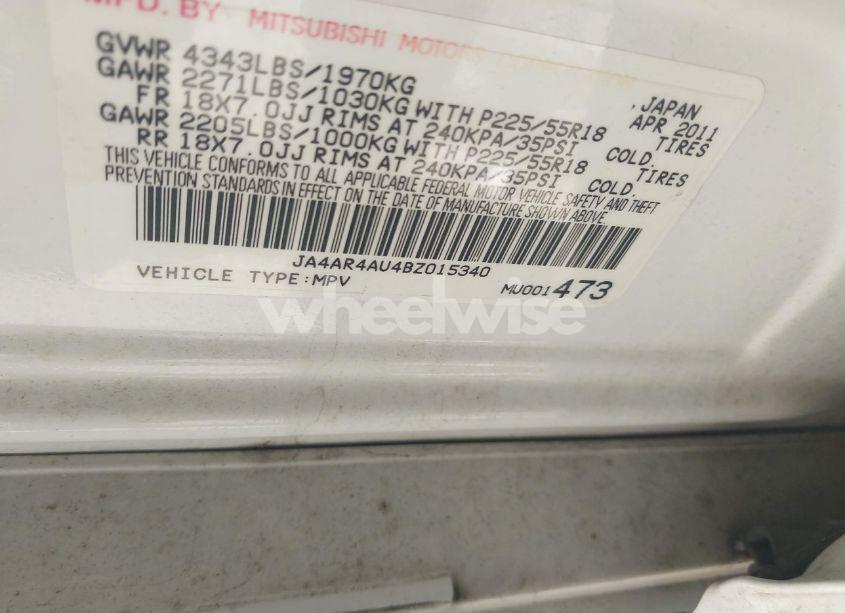 MFD. BY MITSUBISHI MOTORS
GVWR 4343LBS/1970KG , JAPAN
GAWR 2271LBS/1030KG WITH P225/55R18 APR 2011
FR 18X7.0JJ RIMS AT 240KPA/35PSI COLD. TIRES
GAWR 2205LBS/1000KG WITH P225/55R18
RR 18X7.0JJ RIMS AT 240KPA/35PSI COLD. TIRES
THIS VEHICLE CONFORMS TO ALL APPLICABLE FEDERAL MOTOR VEHICLE SAFETY AND THEFT
PREVENTION STANDARDS IN EFFECT ON THE DATE OF MANUFACTURE SHOWN ABOVE.
JA4AR4AU4BZ015340
VEHICLE TYPE:MPV MU001473
wheelwise